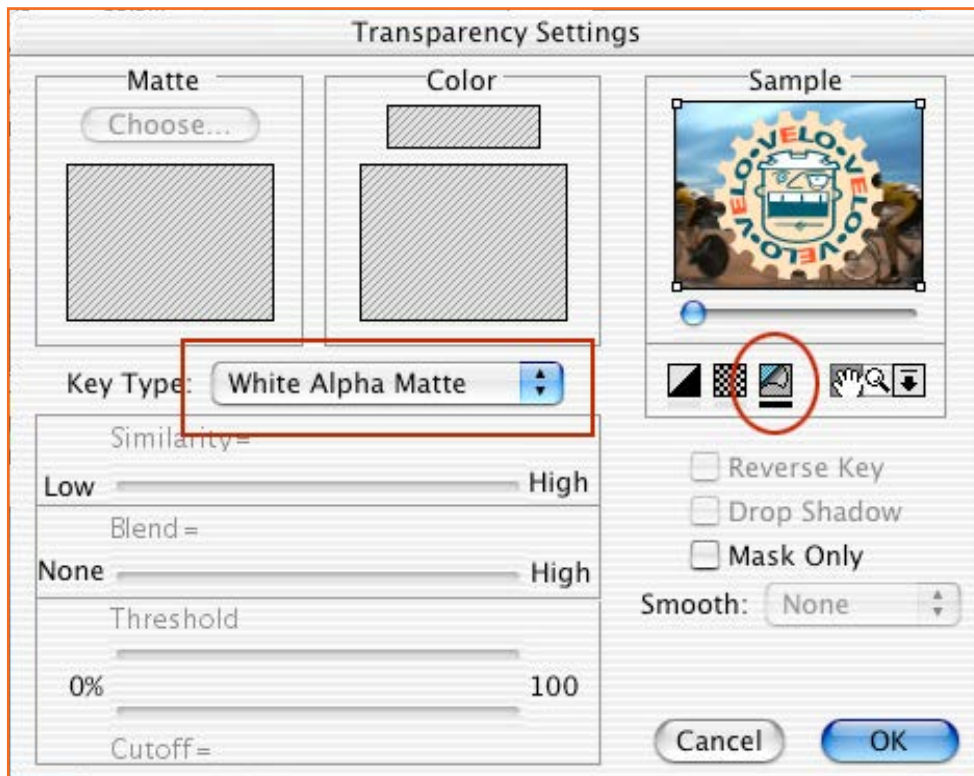 Transparency Settings
Matte
Color
Sample
Choose...
VELO•VELO•VELO•VELO•
Key Type: White Alpha Matte
Similarity=
Low
High
Blend =
None
High
Threshold
0%
100
Cutoff=
Reverse Key
Drop Shadow
Mask Only
Smooth: None
Cancel
OK